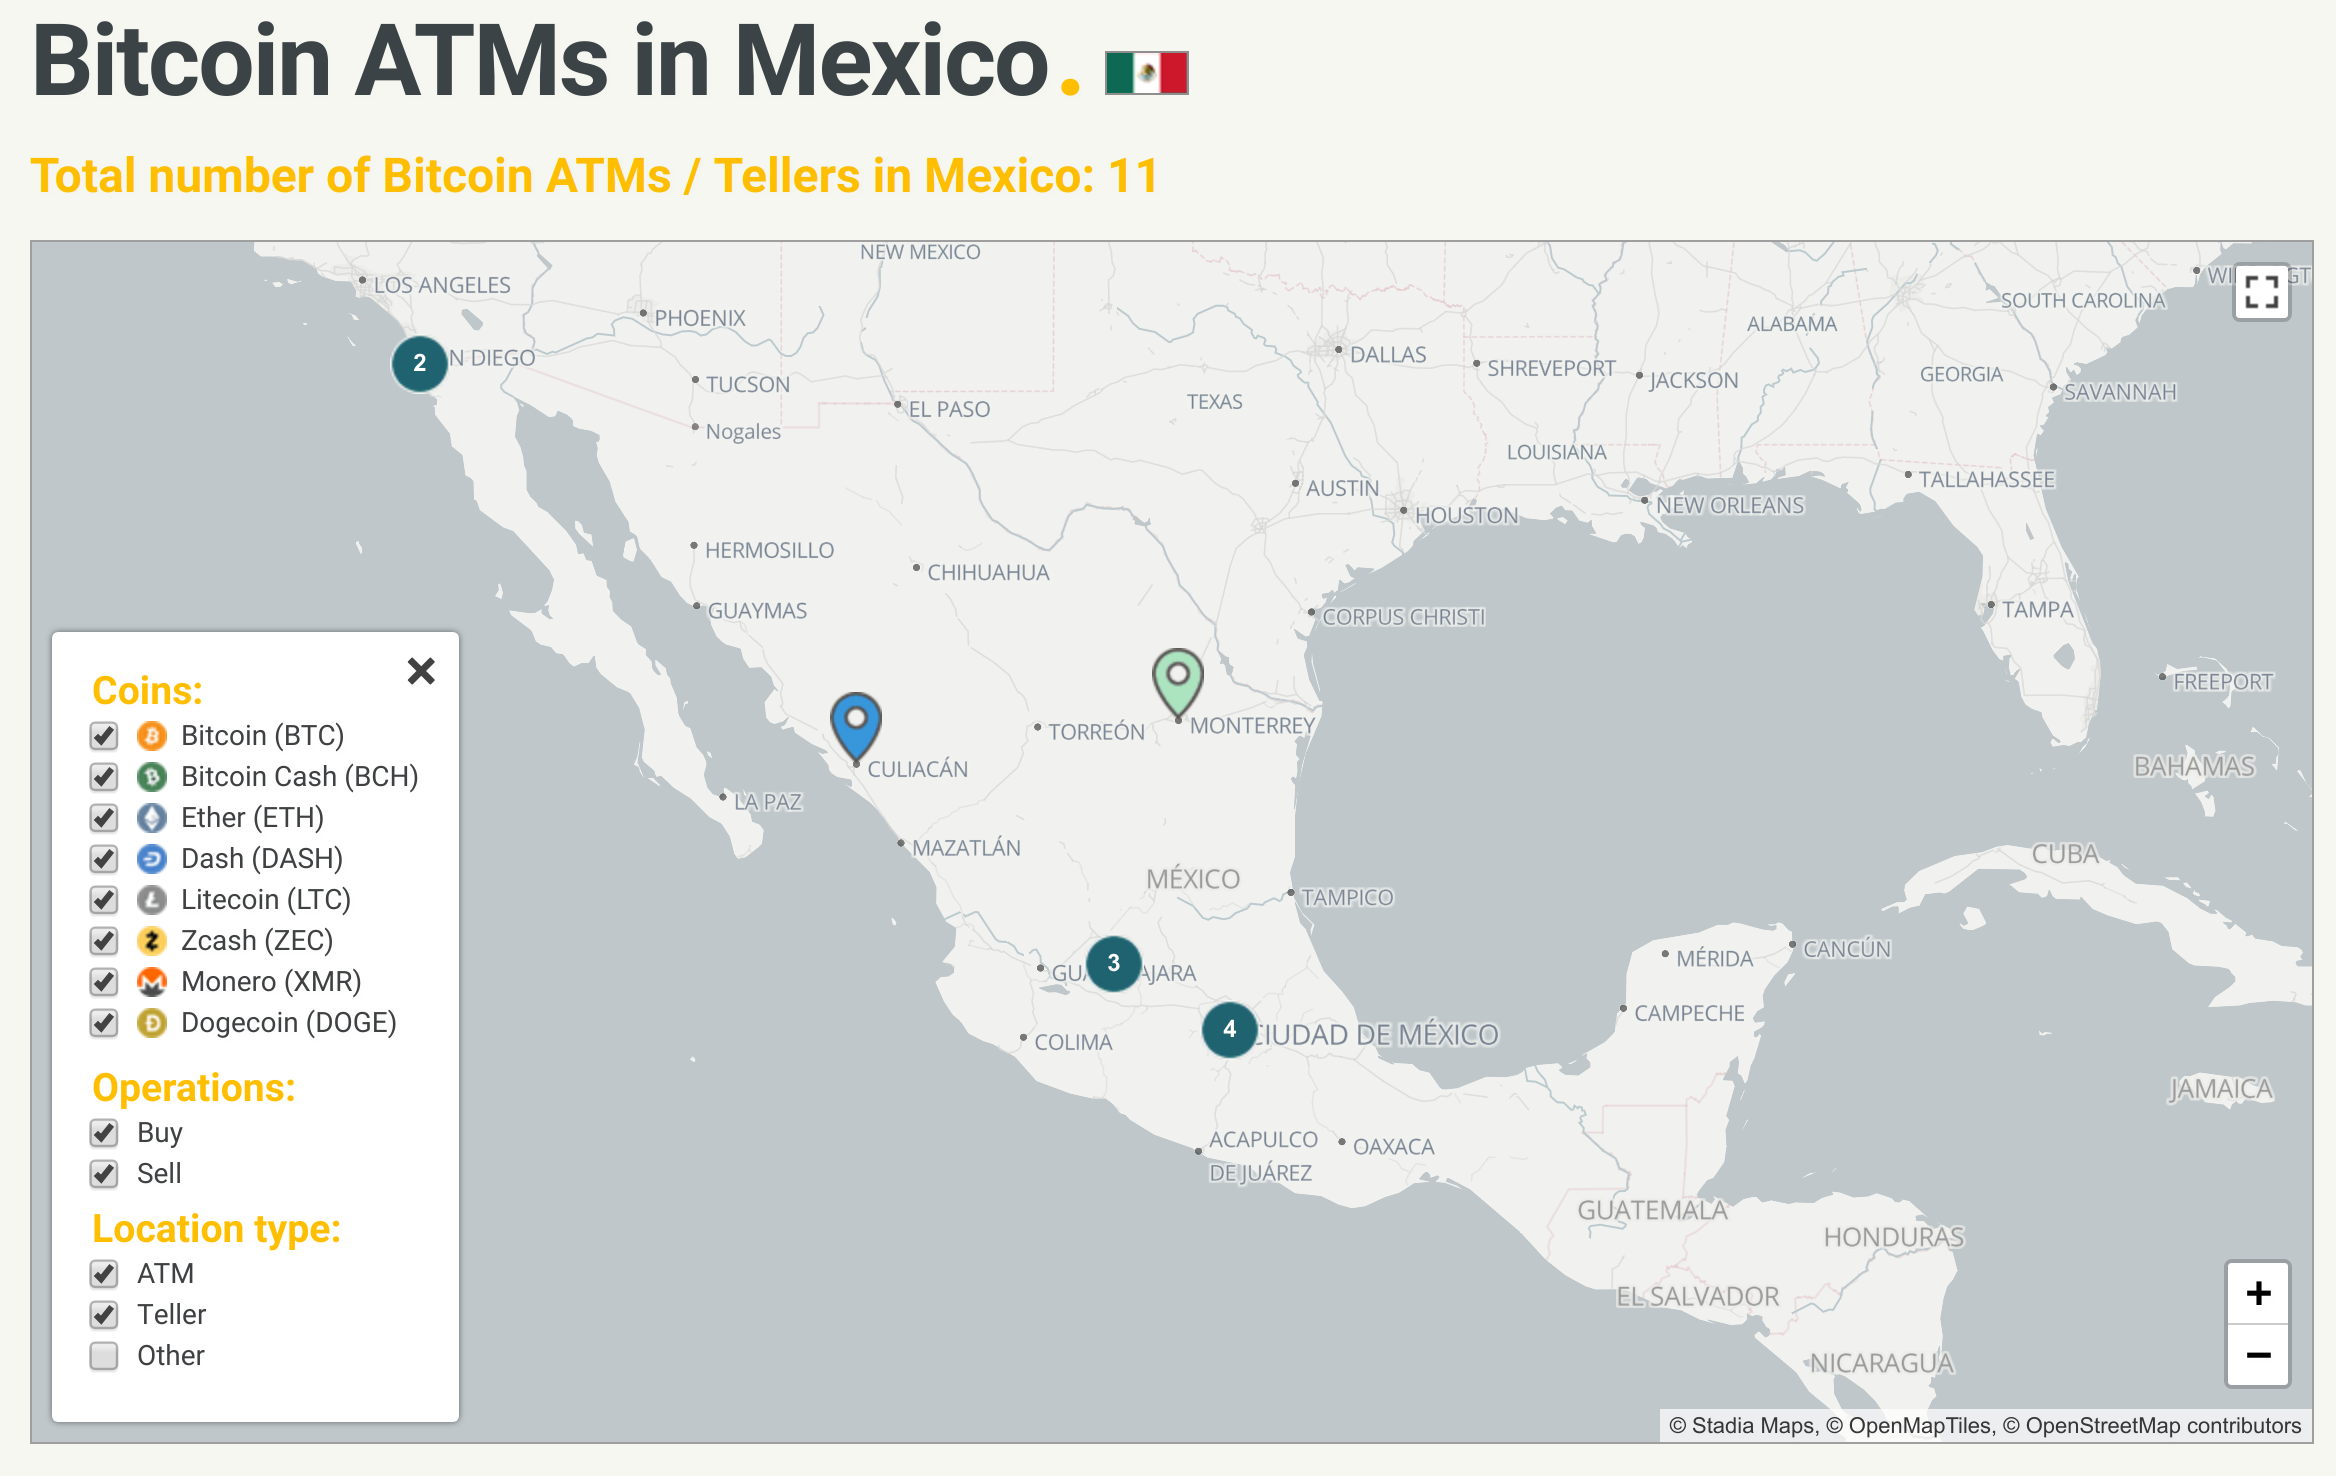 Bitcoin ATMs in Mexico.
Total number of Bitcoin ATMs / Tellers in Mexico: 11
NEW MEXICO
LOS ANGELES
PHOENIX
SOUTH CAROLINA
ALABAMA
2
N DIEGO
DALLAS
SHREVEPORT
JACKSON
GEORGIA
SAVANNAH
TUCSON
EL PASO
TEXAS
Nogales
LOUISIANA
TALLAHASSEE
AUSTIN
HOUSTON
NEW ORLEANS
HERMOSILLO
CHIHUAHUA
GUAYMAS
CORPUS CHRISTI
TAMPA
FREEPORT
MONTERREY
TORREÓN
CULIACÁN
BAHAMAS
LA PAZ
MAZATLÁN
CUBA
MÉXICO
TAMPICO
3
AJARA
MÉRIDA
CANCÚN
CAMPECHE
4
CIUDAD DE MÉXICO
COLIMA
JAMAICA
ACAPULCO
DE JUÁREZ
OAXACA
GUATEMALA
HONDURAS
EL SALVADOR
NICARAGUA
Coins:
Bitcoin (BTC)
Bitcoin Cash (BCH)
Ether (ETH)
Dash (DASH)
Litecoin (LTC)
Zcash (ZEC)
Monero (XMR)
Dogecoin (DOGE)
Operations:
Buy
Sell
Location type:
ATM
Teller
Other
+
−
© Stadia Maps, © OpenMapTiles, © OpenStreetMap contributors